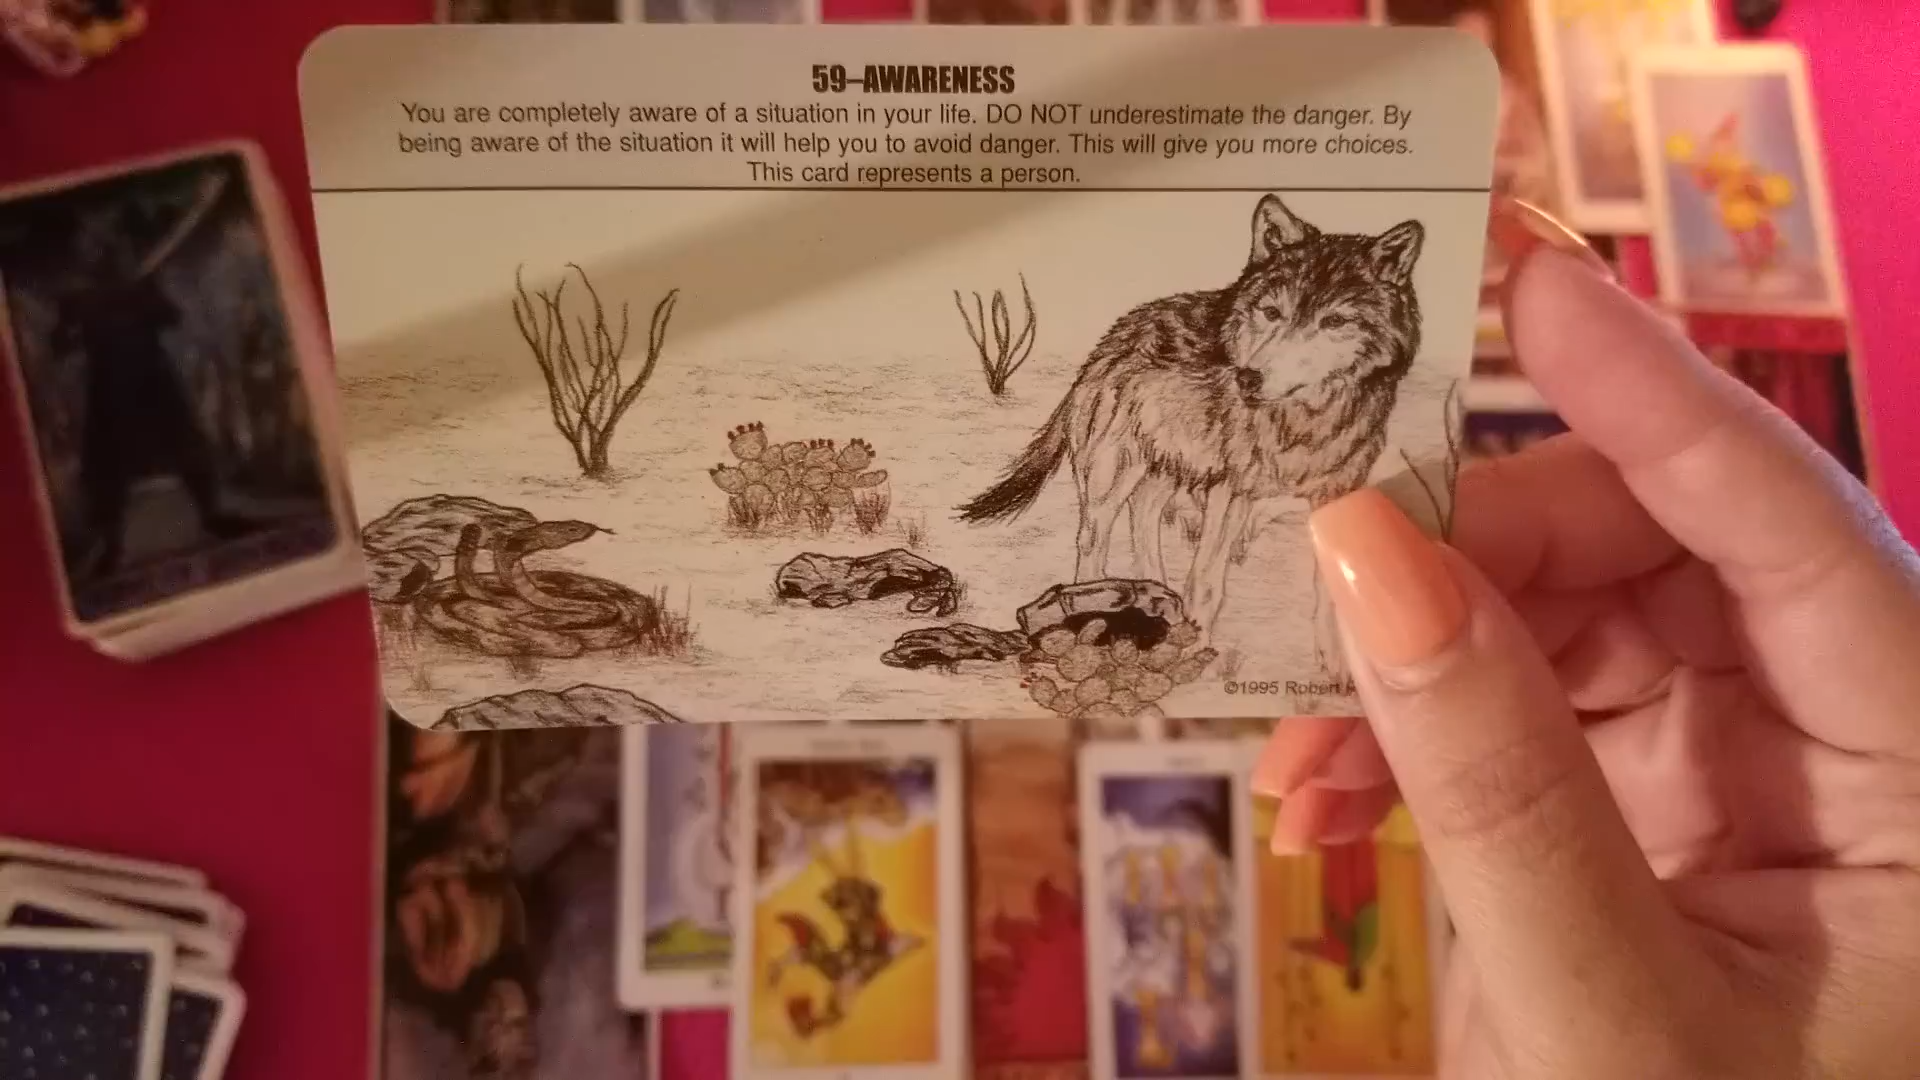 59–AWARENESS
You are completely aware of a situation in your life. DO NOT underestimate the danger. By
being aware of the situation it will help you to avoid danger. This will give you more choices.
This card represents a person.
©1995 Robert